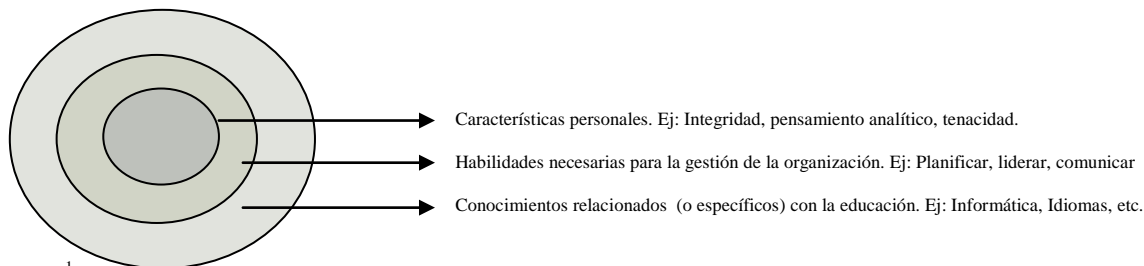 Características personales. Ej: Integridad, pensamiento analítico, tenacidad.
Habilidades necesarias para la gestión de la organización. Ej: Planificar, liderar, comunicar
Conocimientos relacionados (o específicos) con la educación. Ej: Informática, Idiomas, etc.
1